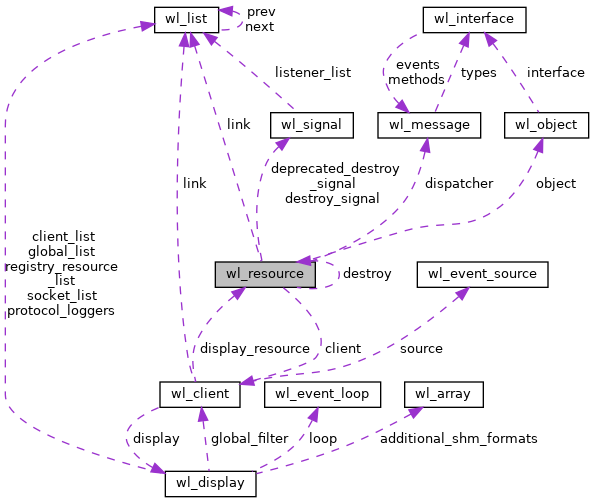 wl_list
prev
next
wl_interface
events
methods
types
interface
listener_list
link
wl_signal
wl_message
wl_object
link
deprecated_destroy
_signal
destroy_signal
dispatcher
object
client_list
global_list
registry_resource
_list
socket_list
protocol_loggers
wl_resource
destroy
wl_event_source
display_resource
client
source
wl_client
wl_event_loop
wl_array
display
global_filter
loop
additional_shm_formats
wl_display